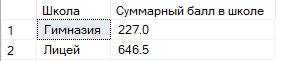 Школа Суммарный балл в школе
1 Гимназия 227.0
2 Лицей 646.5